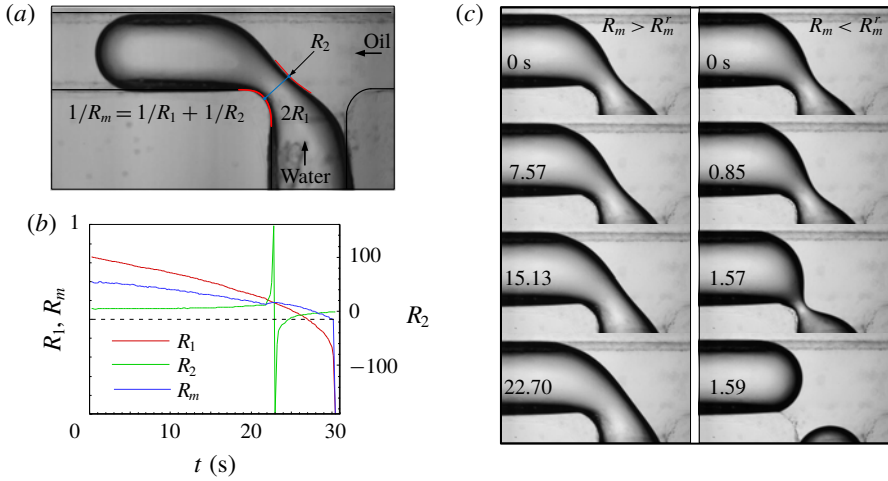 (a)
R₂
Oil
1/Rₘ = 1/R₁ + 1/R₂
2R₁
Water
(b)
1
100
0
−100
R₁, Rₘ
R₂
R₁
R₂
Rₘ
0
10
20
30
t (s)
(c)
Rₘ > Rₘʳ
Rₘ < Rₘʳ
0 s
0 s
7.57
0.85
15.13
1.57
22.70
1.59